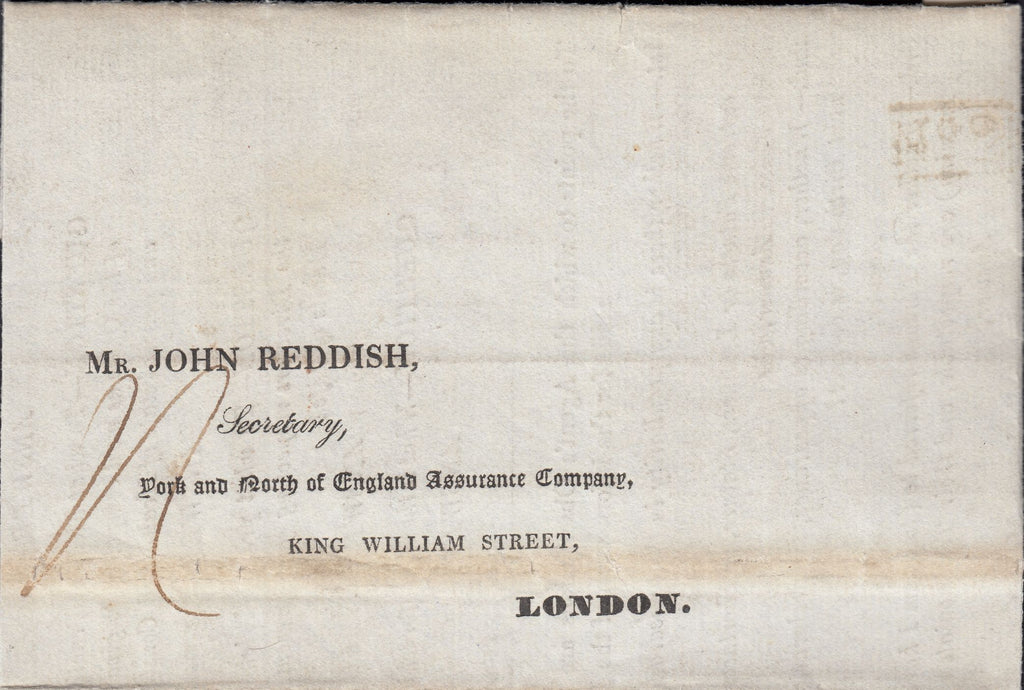 Mr. JOHN REDDISH,
Secretary,
York and North of England Assurance Company,
KING WILLIAM STREET,
LONDON.